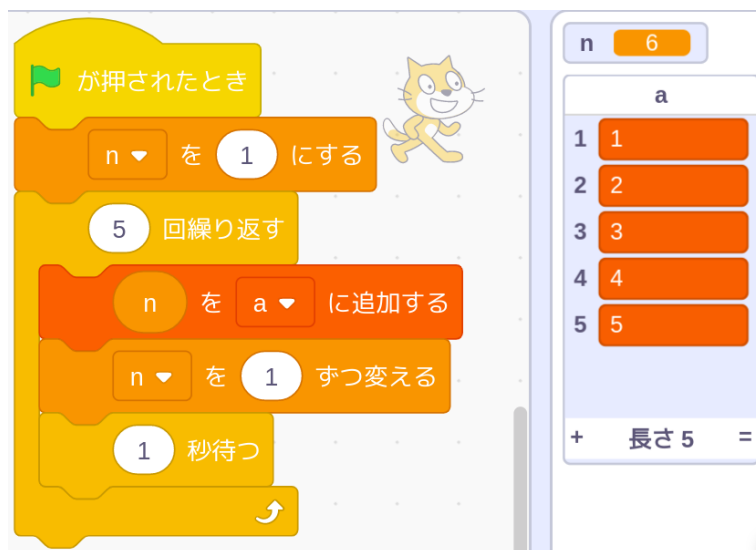 が押されたとき
n を 1 にする
5 回繰り返す
n を a に追加する
n を 1 ずつ変える
1 秒待つ
n 6
a
1 1
2 2
3 3
4 4
5 5
+ 長さ 5 =